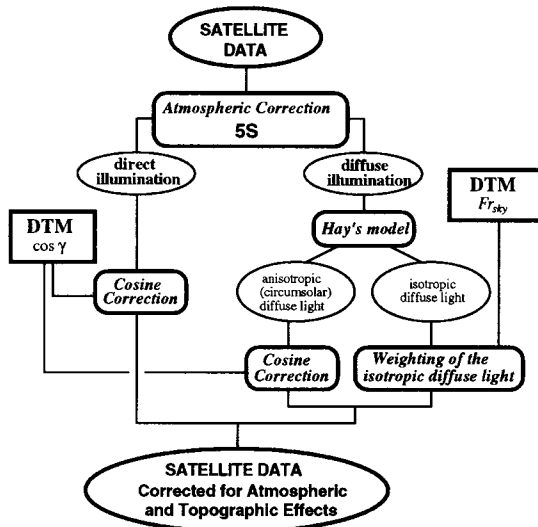 SATELLITE
DATA
Atmospheric Correction
5S
direct
illumination
diffuse
illumination
DTM
Fr_sky
DTM
cos γ
Hay's model
Cosine
Correction
anisotropic
(circumsolar)
diffuse light
isotropic
diffuse light
Cosine
Correction
Weighting of the
isotropic diffuse light
SATELLITE DATA
Corrected for Atmospheric
and Topographic Effects